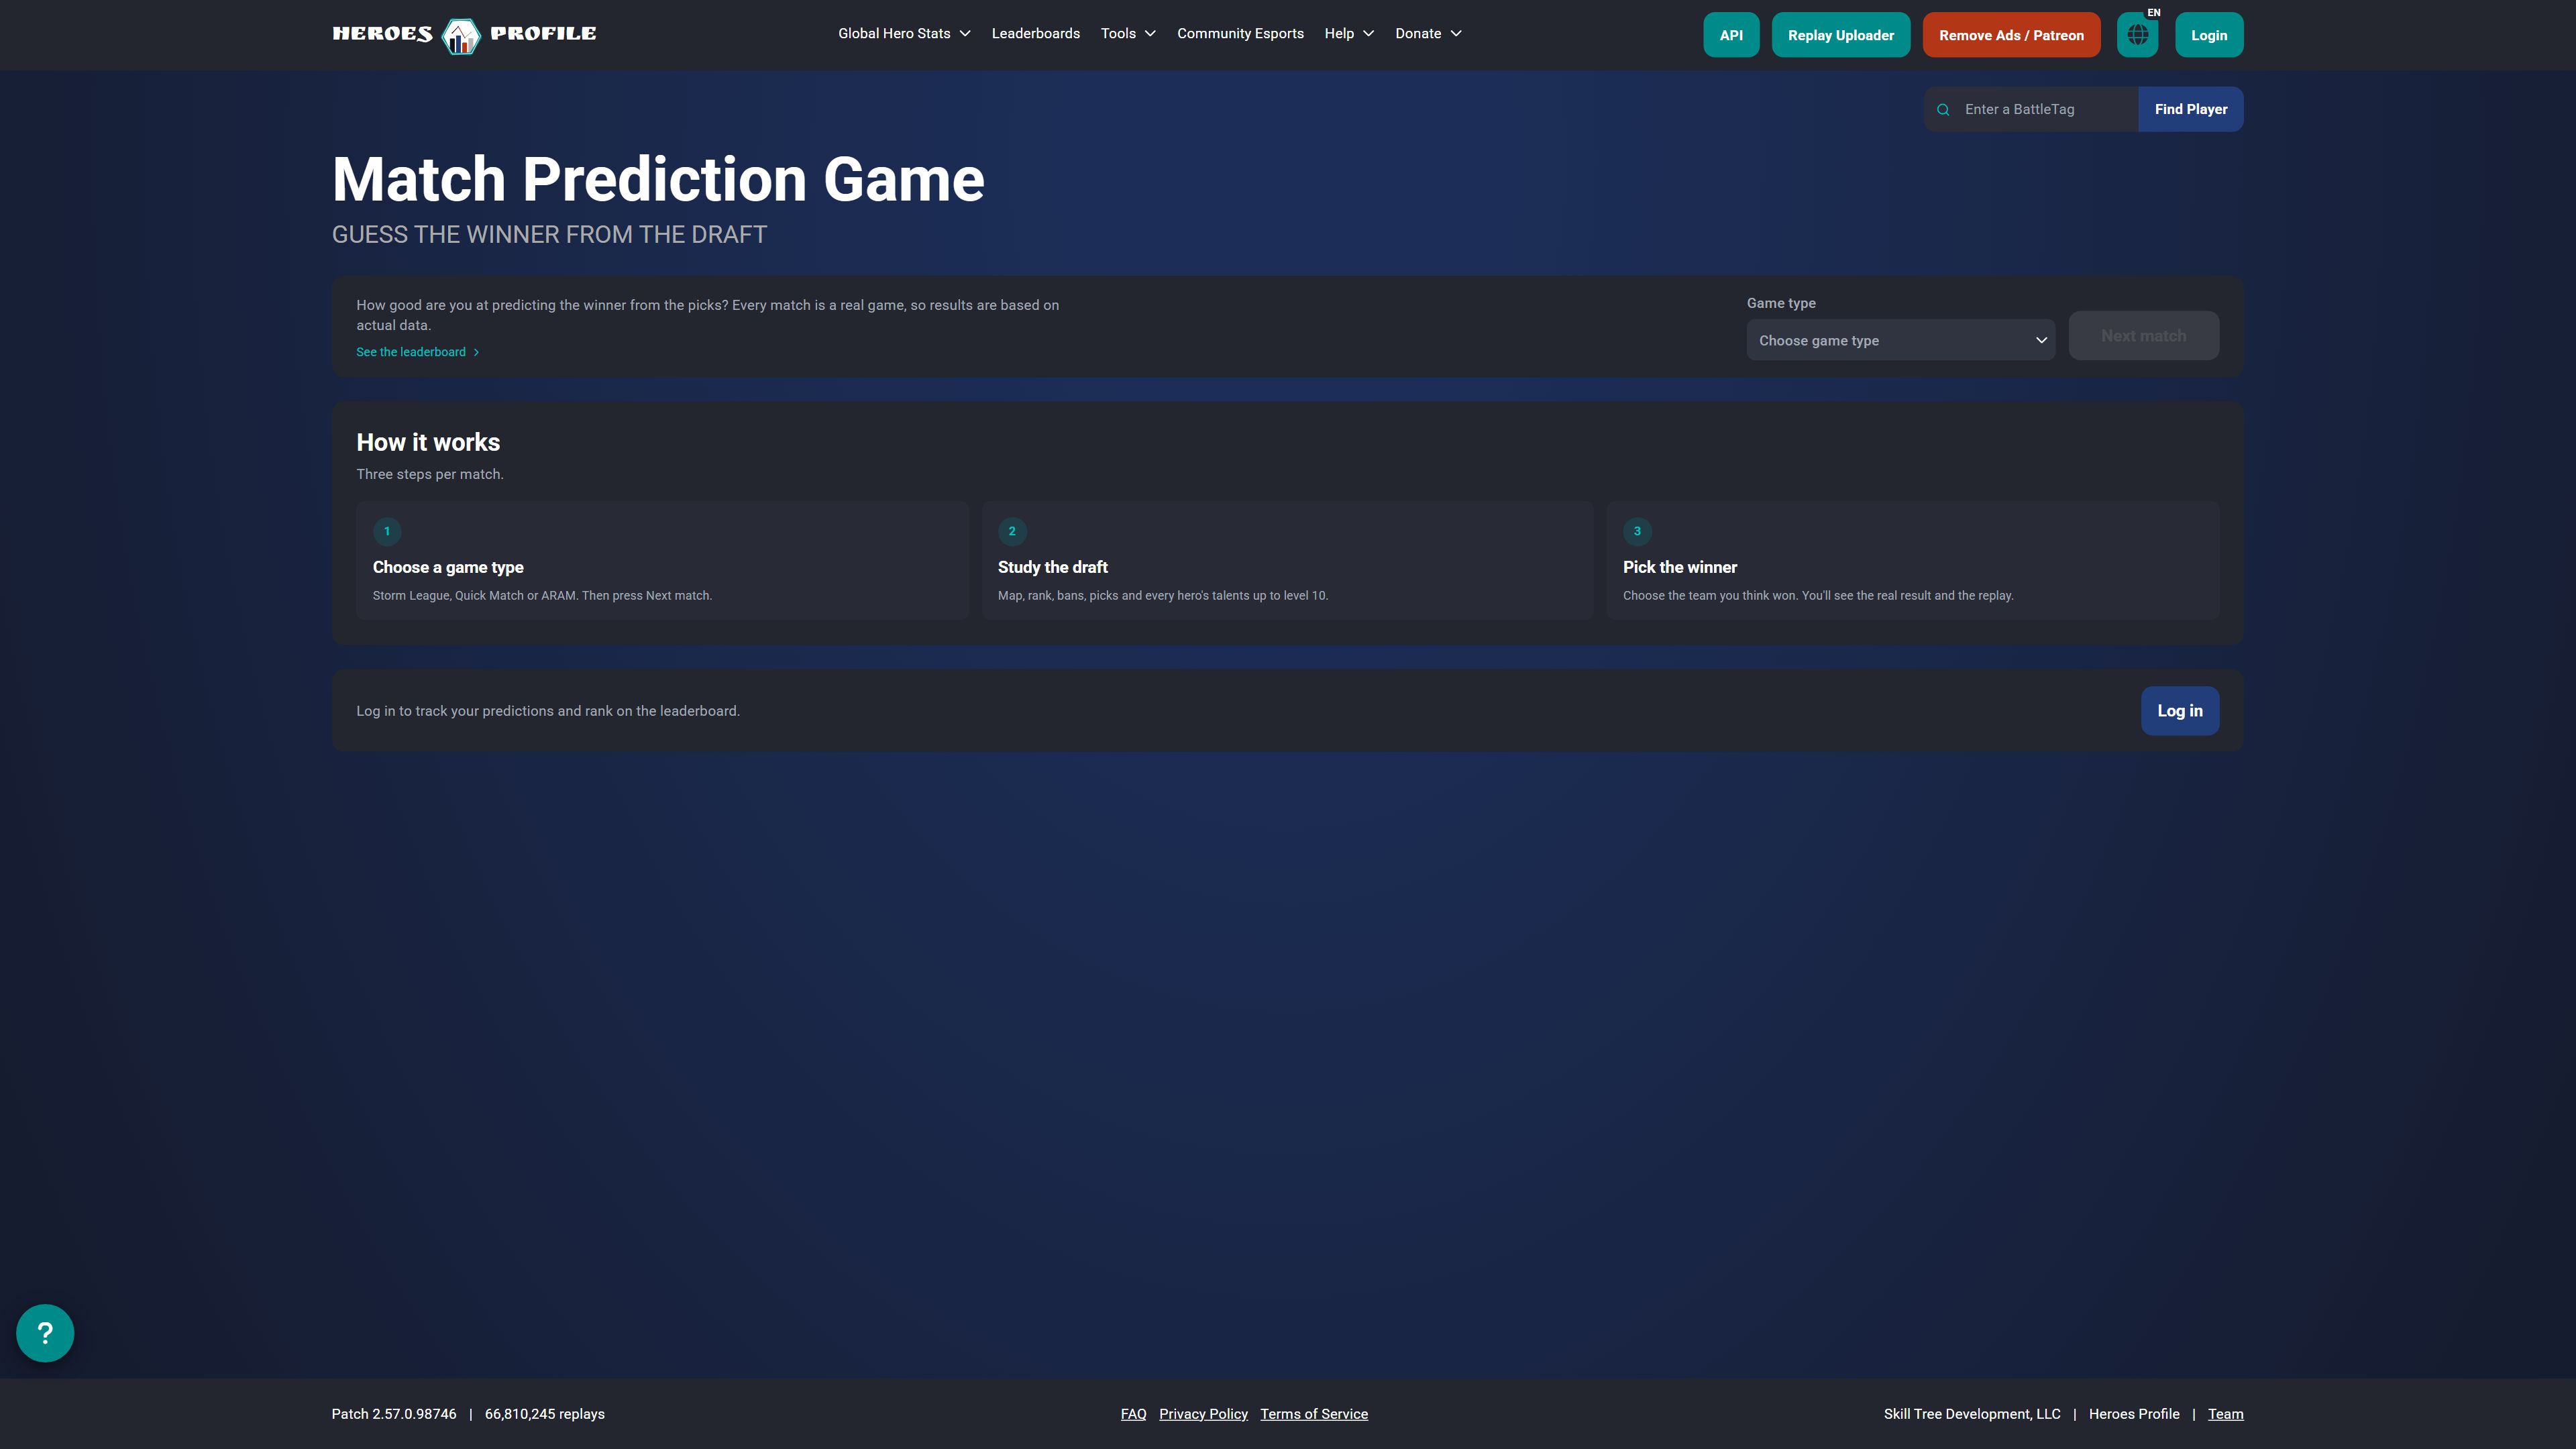 HEROES PROFILE
Global Hero Stats
Leaderboards
Tools
Community Esports
Help
Donate
API
Replay Uploader
Remove Ads / Patreon
EN
Login
Enter a BattleTag
Find Player
Match Prediction Game
GUESS THE WINNER FROM THE DRAFT
How good are you at predicting the winner from the picks? Every match is a real game, so results are based on
actual data.
See the leaderboard
Game type
Choose game type
Next match
How it works
Three steps per match.
1
Choose a game type
Storm League, Quick Match or ARAM. Then press Next match.
2
Study the draft
Map, rank, bans, picks and every hero's talents up to level 10.
3
Pick the winner
Choose the team you think won. You'll see the real result and the replay.
Log in to track your predictions and rank on the leaderboard.
Log in
?
Patch 2.57.0.98746 | 66,810,245 replays
FAQ Privacy Policy Terms of Service
Skill Tree Development, LLC | Heroes Profile | Team